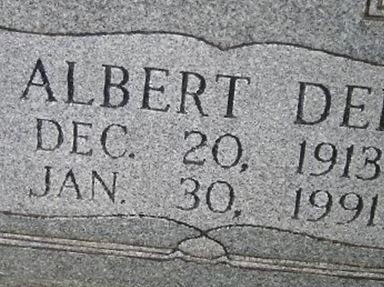 ALBERT
DEC. 20, 1913
JAN. 30, 1991